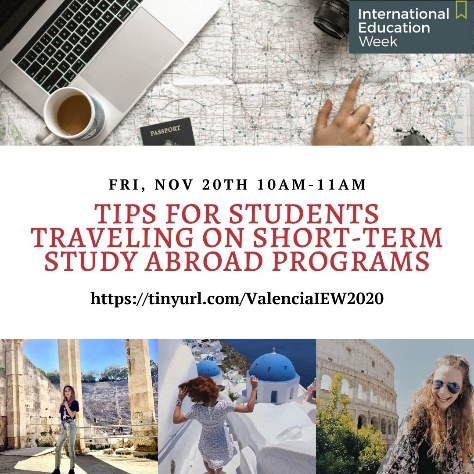 International
Education
Week
PASSPORT
FRI, NOV 20TH 10AM-11AM
TIPS FOR STUDENTS
TRAVELING ON SHORT-TERM
STUDY ABROAD PROGRAMS
https://tinyurl.com/ValenciaIEW2020